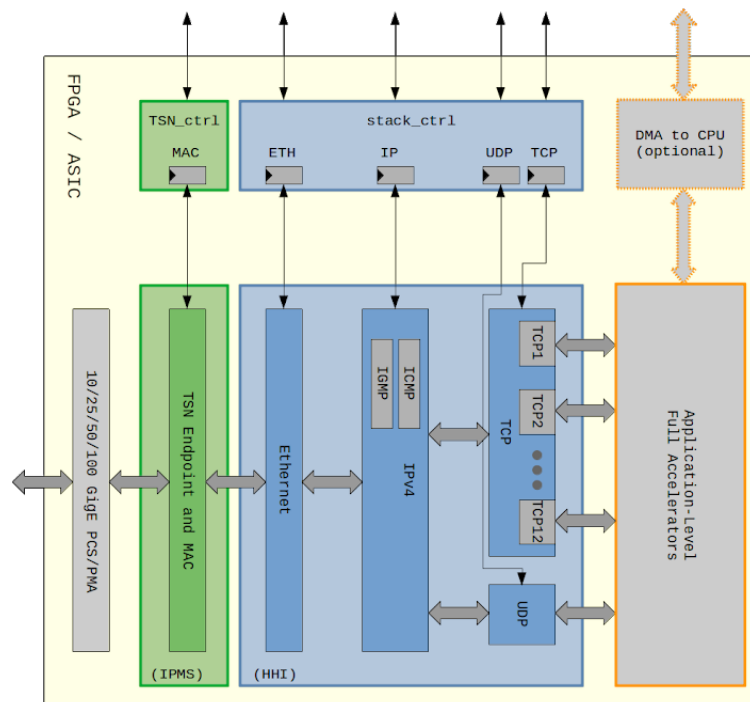 FPGA / ASIC
TSN_ctrl
MAC
stack_ctrl
ETH
IP
UDP
TCP
DMA to CPU
(optional)
10/25/50/100 GigE PCS/PMA
TSN Endpoint and MAC
(IPMS)
Ethernet
(HHI)
IGMP
ICMP
IPv4
TCP
TCP1
TCP2
TCP12
UDP
Application-Level
Full Accelerators